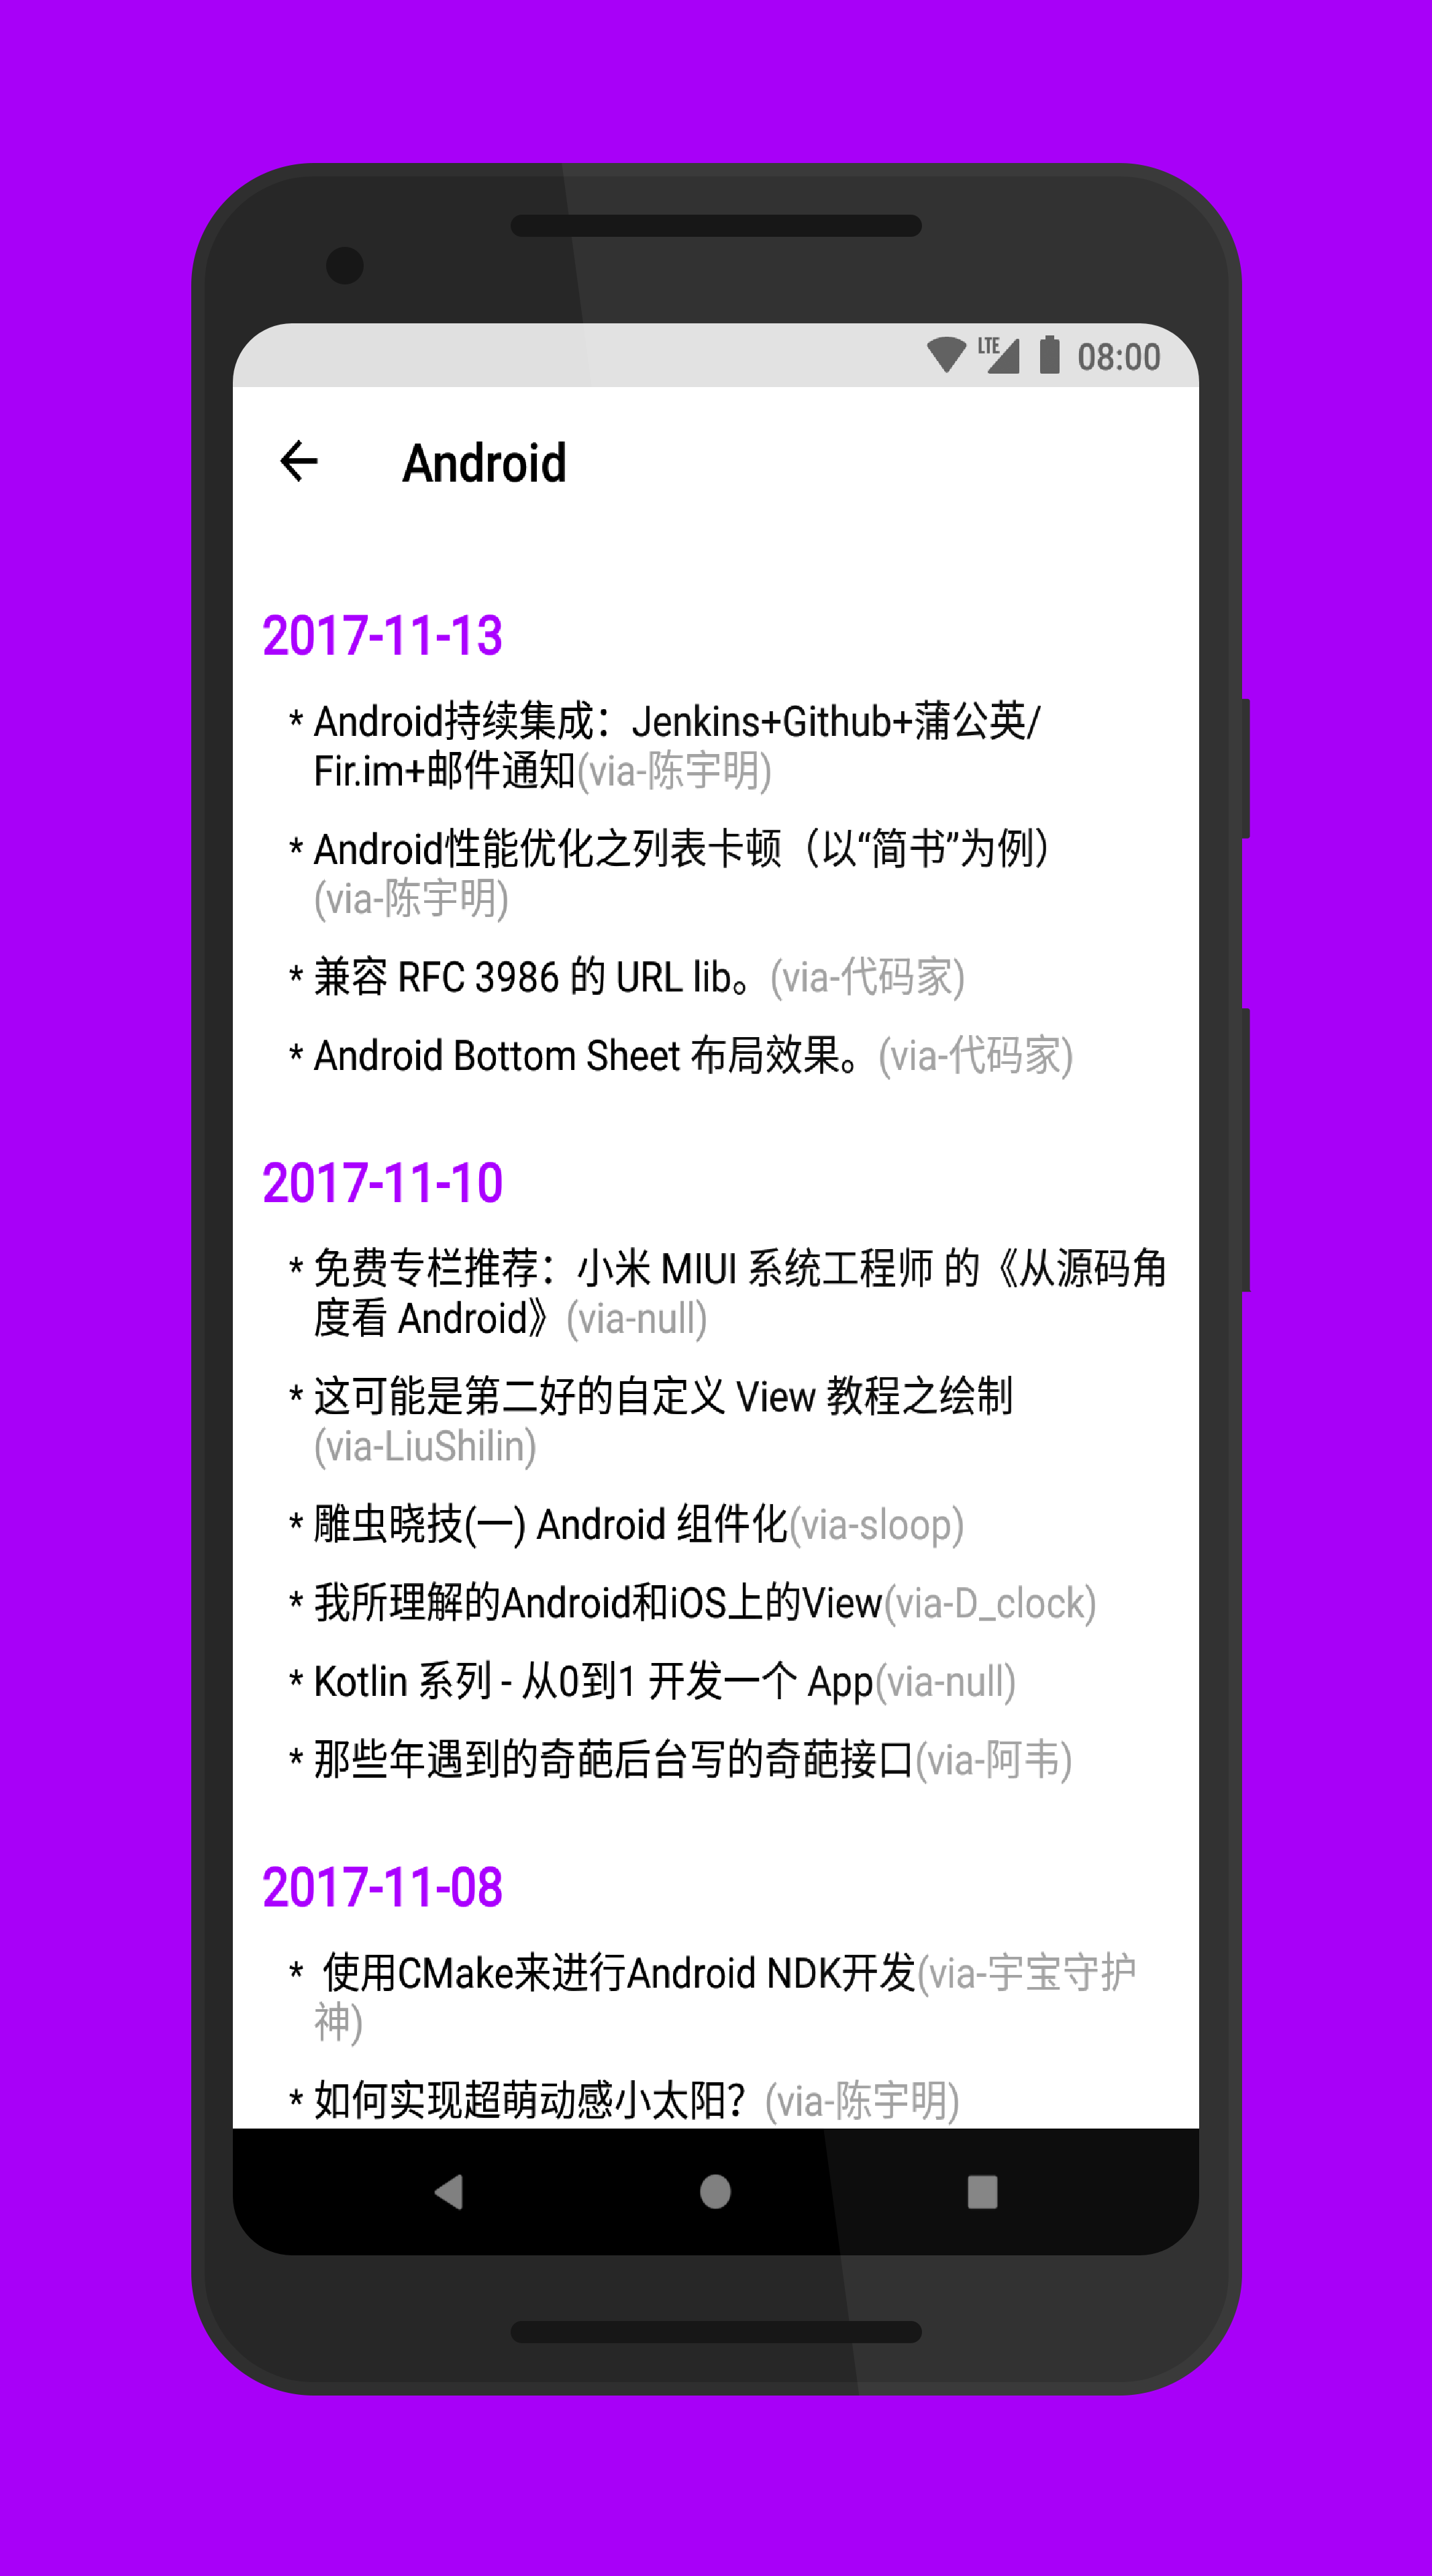 LTE 08:00
Android
2017-11-13
* Android持续集成：Jenkins+Github+蒲公英/
Fir.im+邮件通知(via-陈宇明)
* Android性能优化之列表卡顿（以“简书”为例）
(via-陈宇明)
* 兼容 RFC 3986 的 URL lib。(via-代码家)
* Android Bottom Sheet 布局效果。(via-代码家)
2017-11-10
* 免费专栏推荐：小米 MIUI 系统工程师 的《从源码角
度看 Android》(via-null)
* 这可能是第二好的自定义 View 教程之绘制
(via-LiuShilin)
* 雕虫晓技(一) Android 组件化(via-sloop)
* 我所理解的Android和iOS上的View(via-D_clock)
* Kotlin 系列 - 从0到1 开发一个 App(via-null)
* 那些年遇到的奇葩后台写的奇葩接口(via-阿韦)
2017-11-08
* 使用CMake来进行Android NDK开发(via-宇宝守护
神)
* 如何实现超萌动感小太阳？(via-陈宇明)